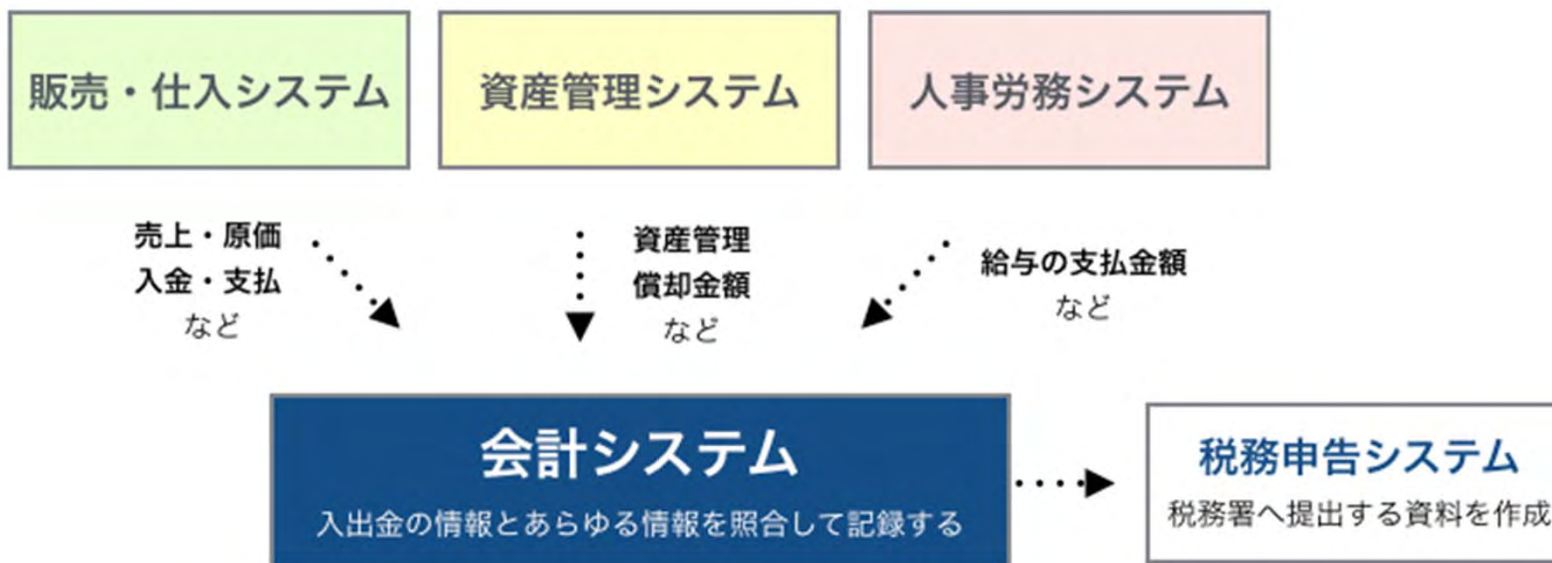 販売・仕入システム
資産管理システム
人事労務システム
売上・原価
入金・支払
など
資産管理
償却金額
など
給与の支払金額
など
会計システム
入出金の情報とあらゆる情報を照合して記録する
税務申告システム
税務署へ提出する資料を作成